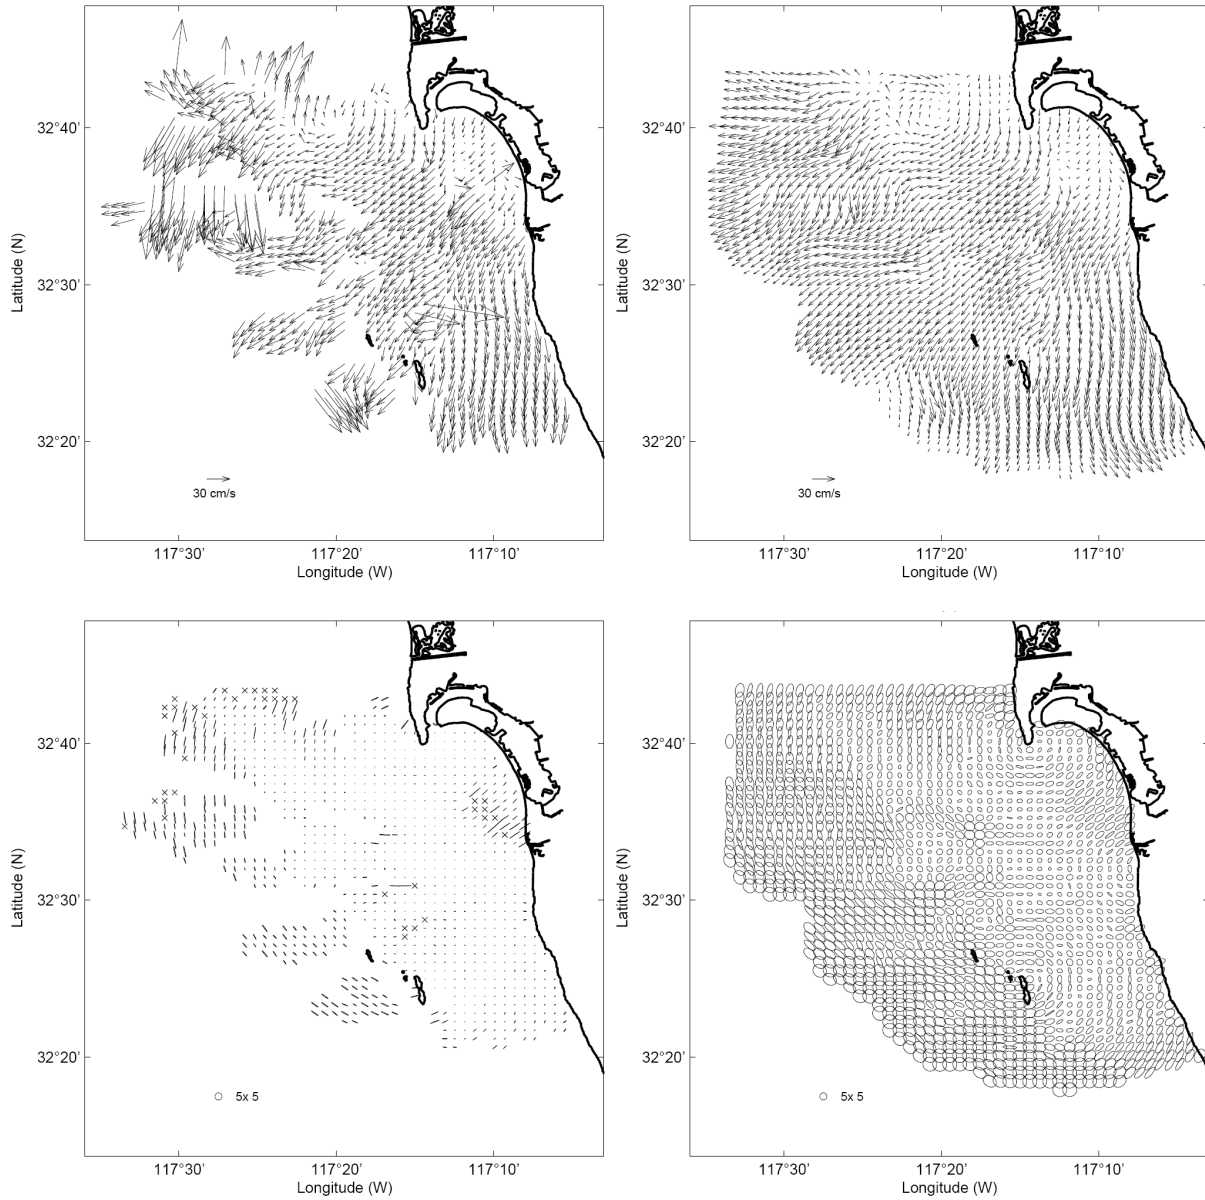 32°40'
32°30'
32°20'
Latitude (N)
30 cm/s
117°30'
117°20'
117°10'
Longitude (W)
32°40'
32°30'
32°20'
Latitude (N)
30 cm/s
117°30'
117°20'
117°10'
Longitude (W)
32°40'
32°30'
32°20'
Latitude (N)
5x 5
117°30'
117°20'
117°10'
Longitude (W)
32°40'
32°30'
32°20'
Latitude (N)
5x 5
117°30'
117°20'
117°10'
Longitude (W)